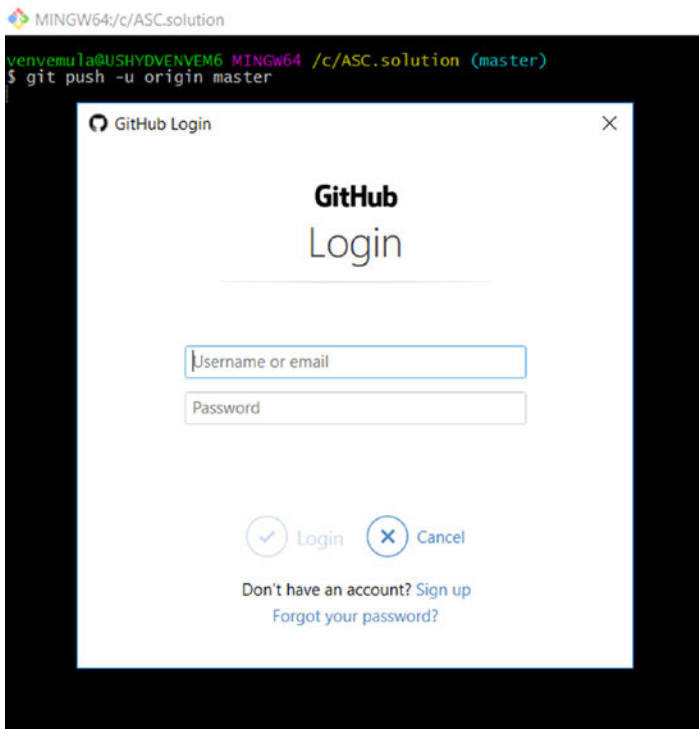 MINGW64:/c/ASC.solution
venvemula@USHYDVENVEM6 MINGW64 /c/ASC.solution (master)
$ git push -u origin master
GitHub Login
GitHub
Login
Username or email
Password
Login
Cancel
Don't have an account? Sign up
Forgot your password?